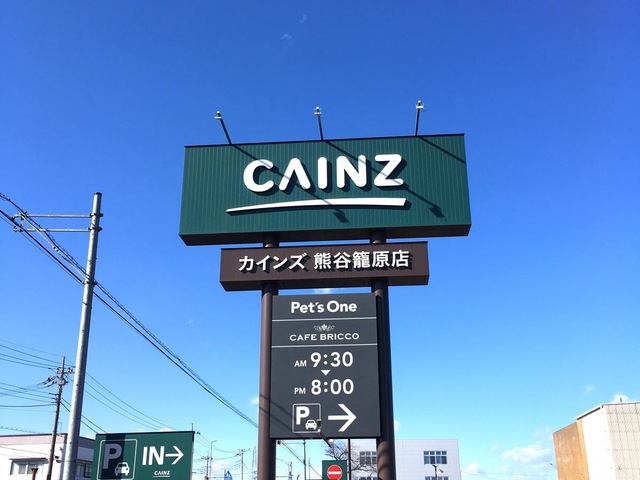 CAINZ
カインズ 熊谷籠原店
Pet's One
CAFE BRICCO
AM 9:30
PM 8:00
P
P IN
CAINZ